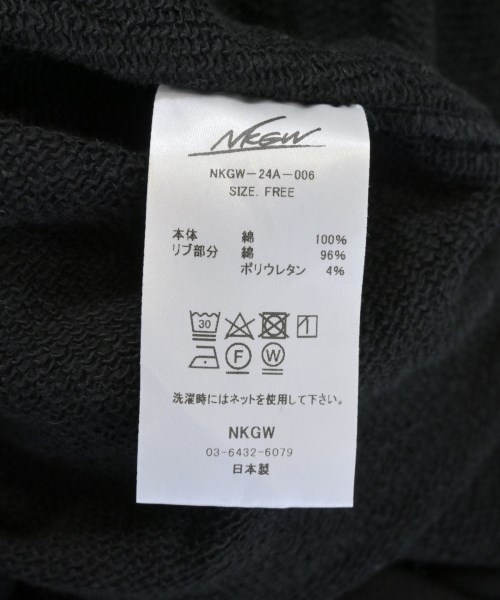 NKGW
NKGW-24A-006
SIZE. FREE
本体 綿 100%
リブ部分 綿 96%
ポリウレタン 4%
30
F W
洗濯時にはネットを使用して下さい。
NKGW
03-6432-6079
日本製